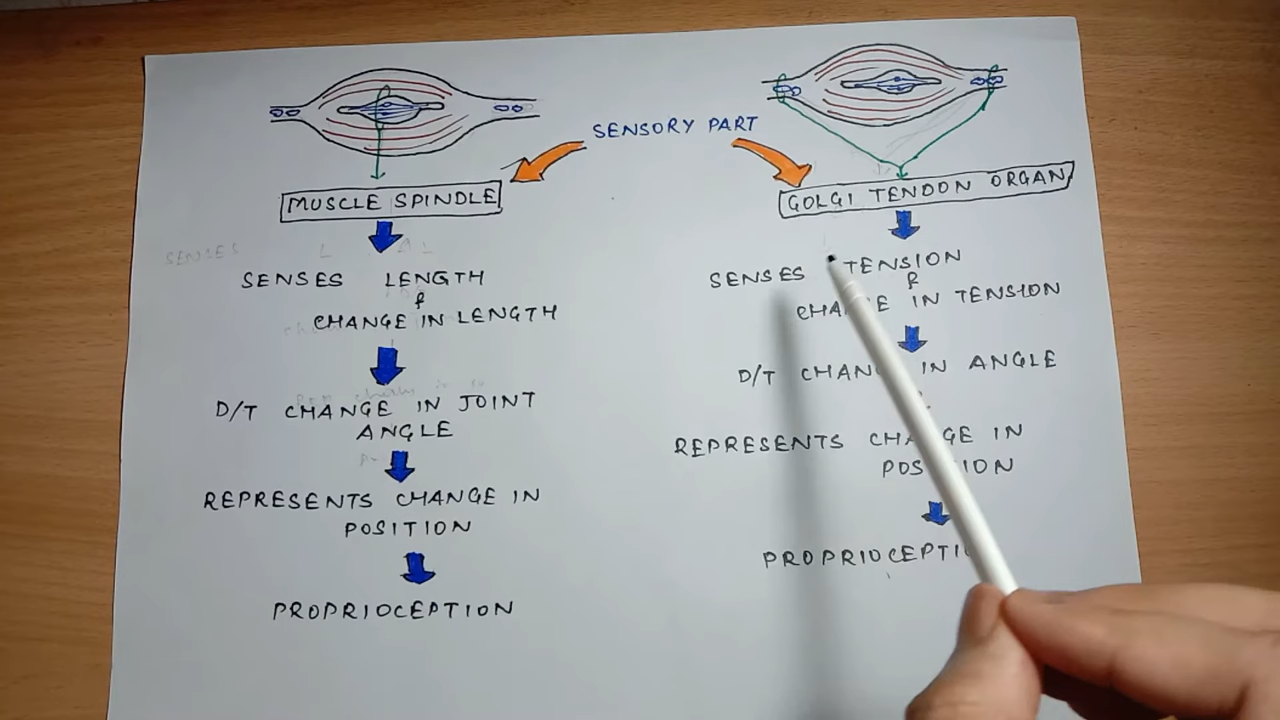 SENSORY PART
MUSCLE SPINDLE
SENSES LENGTH
&
CHANGE IN LENGTH
D/T CHANGE IN JOINT
ANGLE
REPRESENTS CHANGE IN
POSITION
PROPRIOCEPTION
GOLGI TENDON ORGAN
SENSES TENSION
&
IN TENSION
D/T IN ANGLE
REPRESENTS IN
PROPRIOCEPTI